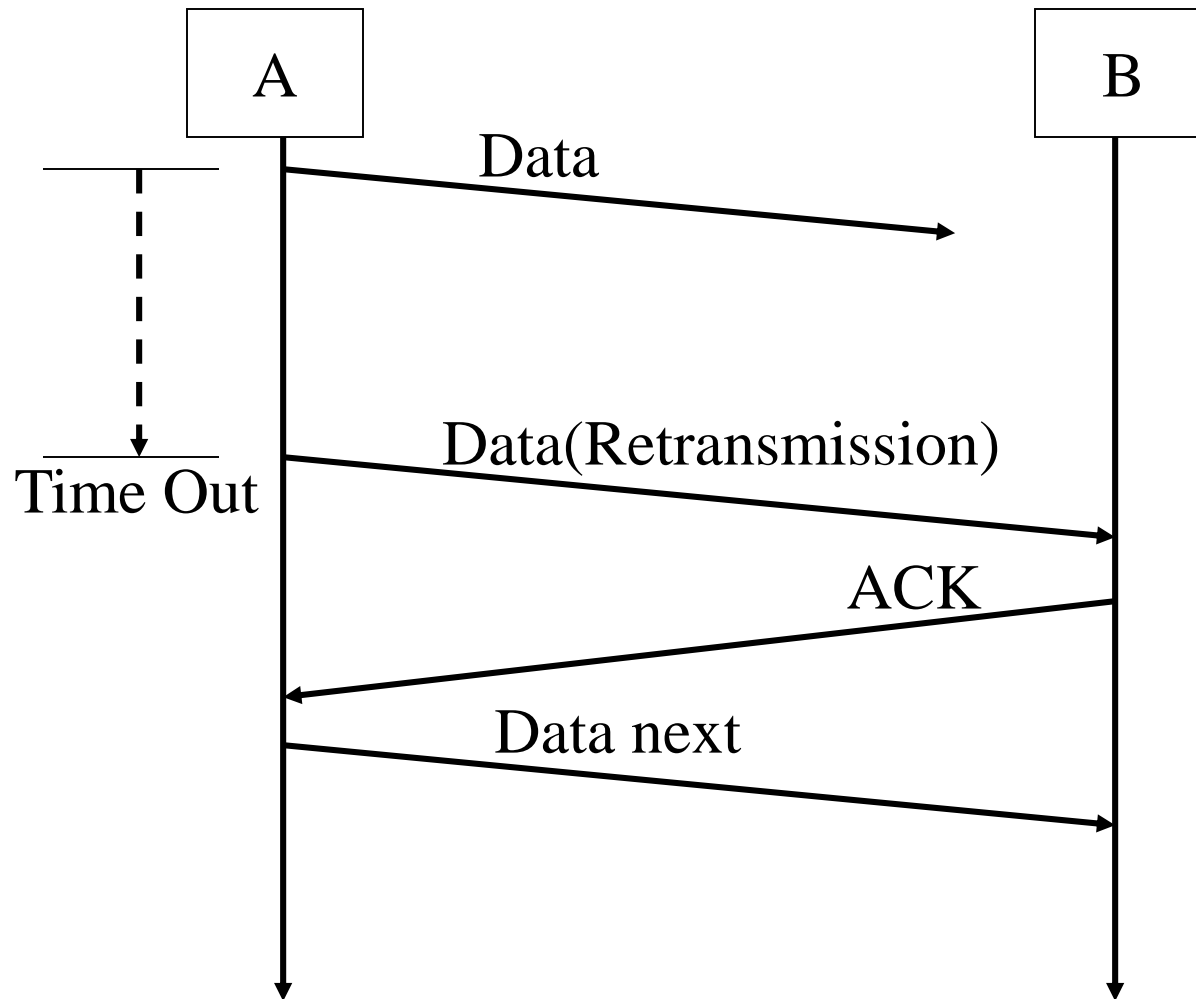 A
B
Data
Data(Retransmission)
Time Out
ACK
Data next